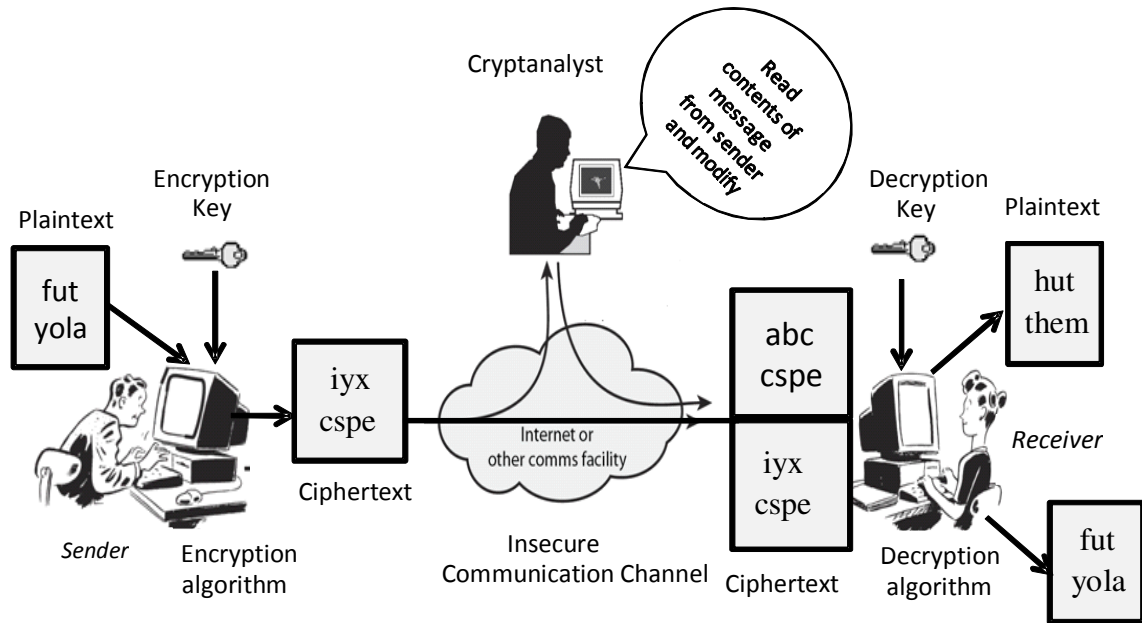 Cryptanalyst
Read
contents of
message
from sender
and modify
Encryption
Key
Decryption
Key
Plaintext
Plaintext
fut
yola
hut
them
abc
cspe
iyx
cspe
Internet or
other comms facility
iyx
cspe
Receiver
Ciphertext
Sender
Encryption
algorithm
Insecure
Communication Channel
Ciphertext
Decryption
algorithm
fut
yola